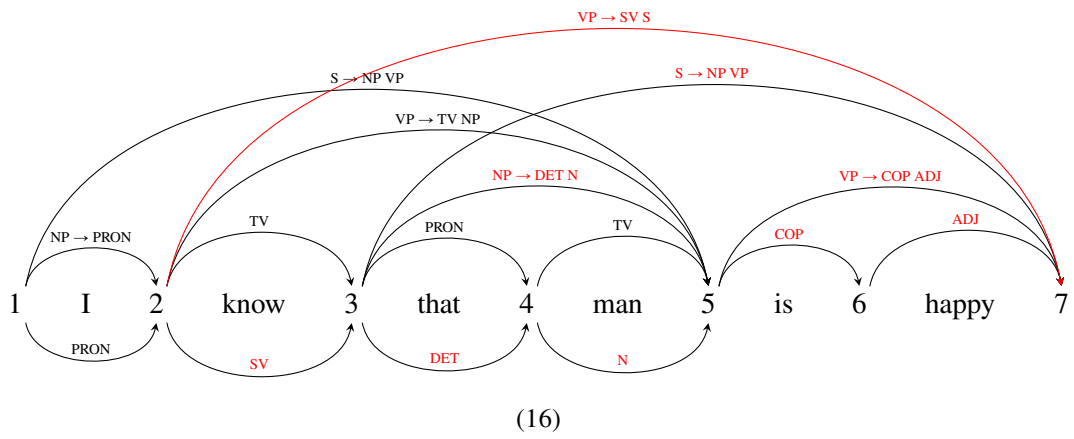 VP → SV S
S → NP VP
S → NP VP
VP → TV NP
NP → DET N
VP → COP ADJ
TV
PRON
TV
ADJ
NP → PRON
COP
1 I 2 know 3 that 4 man 5 is 6 happy 7
PRON
SV
DET
N
(16)